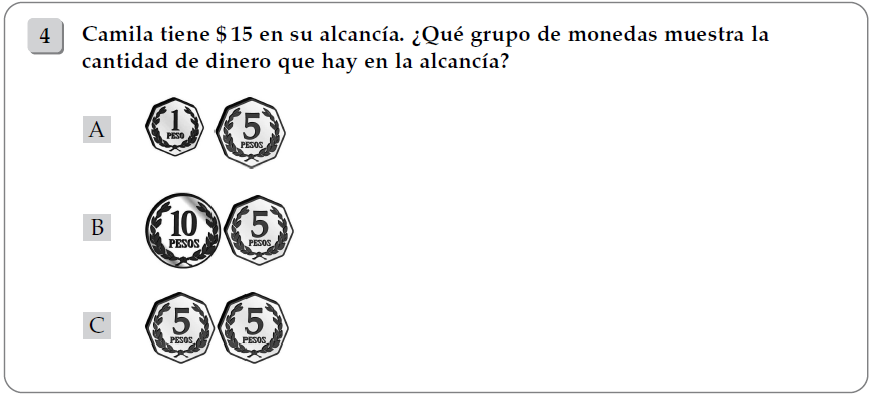 4 Camila tiene $15 en su alcancía. ¿Qué grupo de monedas muestra la
cantidad de dinero que hay en la alcancía?
A 1 PESO 5 PESOS
B 10 PESOS 5 PESOS
C 5 PESOS 5 PESOS